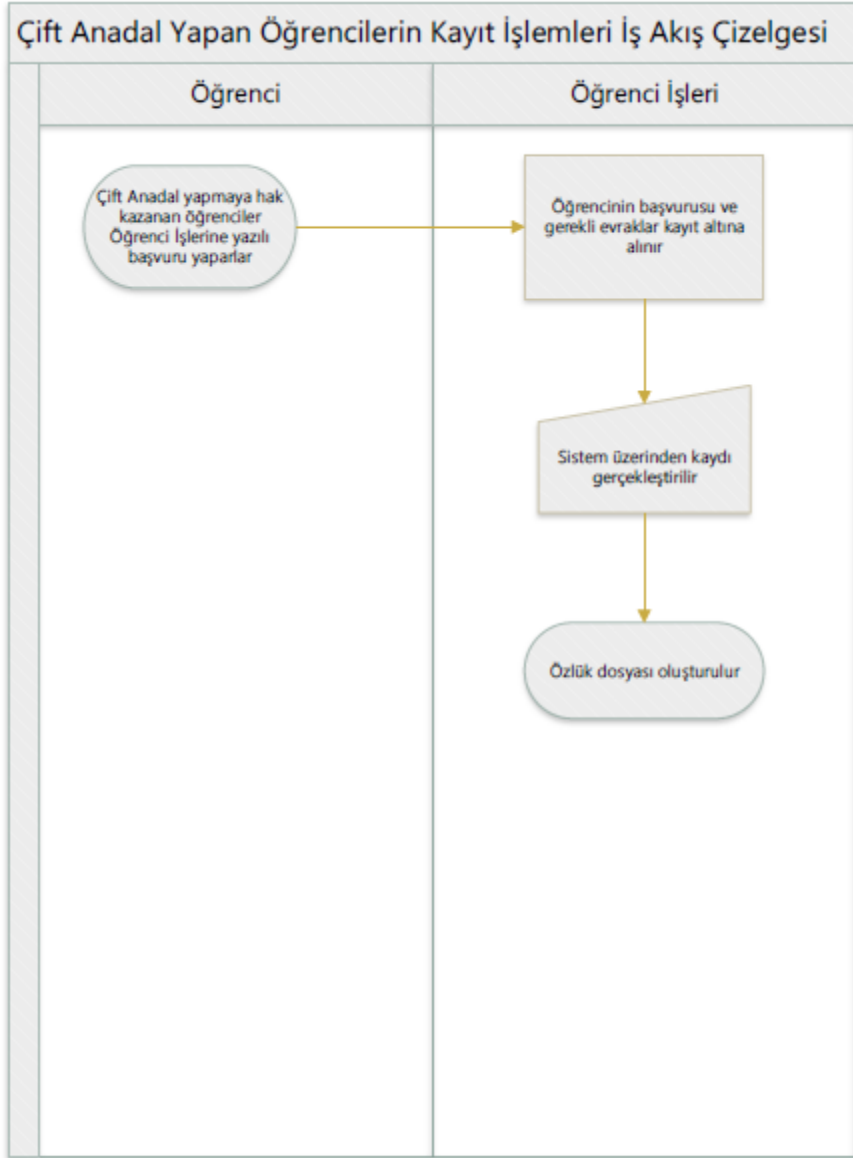 Çift Anadal Yapan Öğrencilerin Kayıt İşlemleri İş Akış Çizelgesi
Öğrenci
Öğrenci İşleri
Çift Anadal yapmaya hak
kazanan öğrenciler
Öğrenci İşlerine yazılı
başvuru yaparlar
Öğrencinin başvurusu ve
gerekli evraklar kayıt altına
alınır
Sistem üzerinden kaydı
gerçekleştirilir
Özlük dosyası oluşturulur